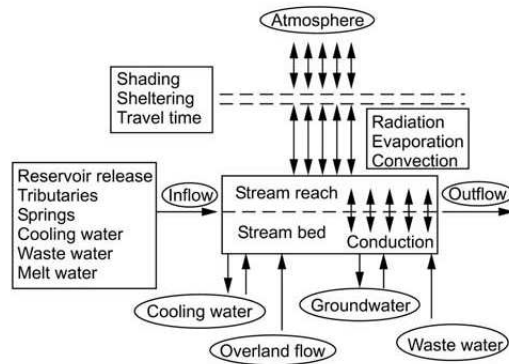 Atmosphere
Shading
Sheltering
Travel time
Radiation
Evaporation
Convection
Reservoir release
Tributaries
Springs
Cooling water
Waste water
Melt water
Inflow
Stream reach
Outflow
Stream bed
Conduction
Cooling water
Groundwater
Overland flow
Waste water